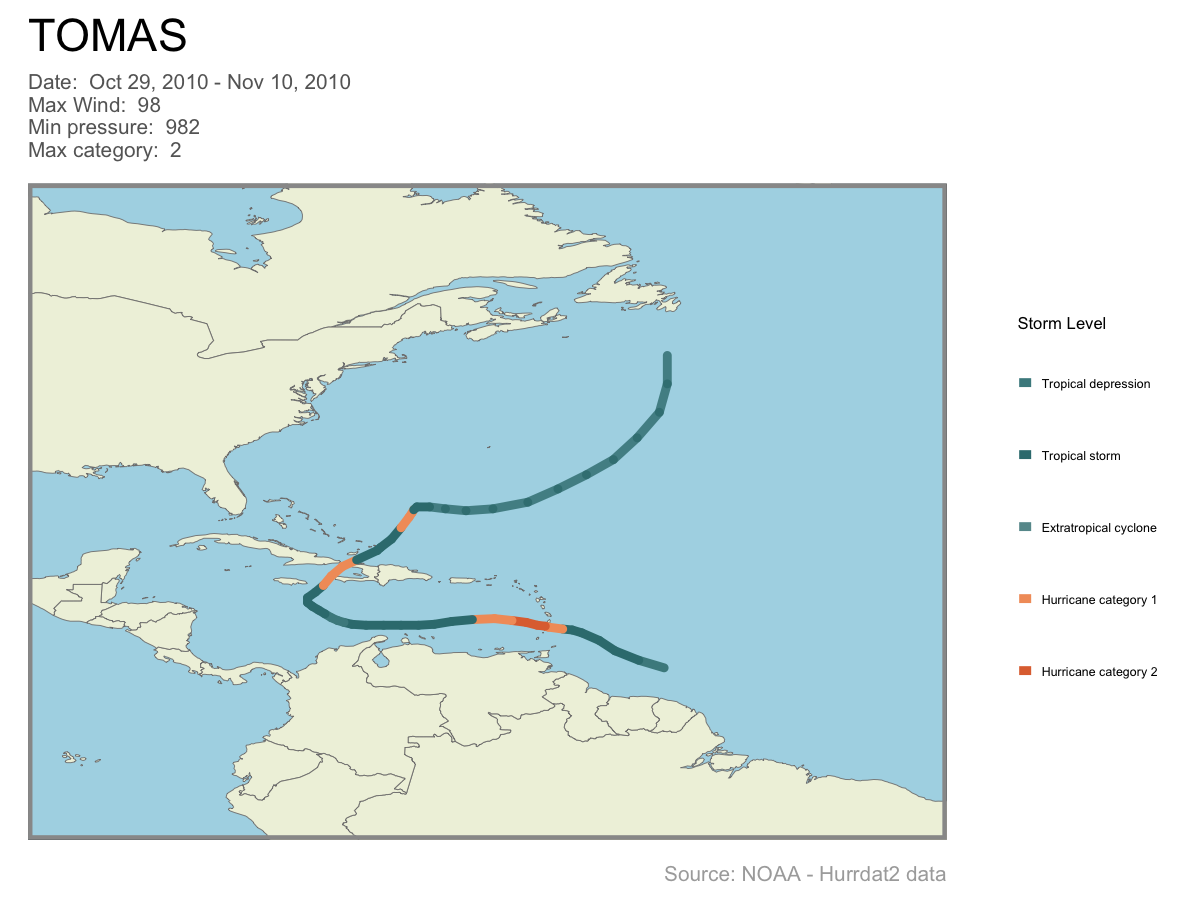 TOMAS
Date:  Oct 29, 2010 - Nov 10, 2010
Max Wind:  98
Min pressure:  982
Max category:  2
Storm Level
Tropical depression
Tropical storm
Extratropical cyclone
Hurricane category 1
Hurricane category 2
Source: NOAA - Hurrdat2 data